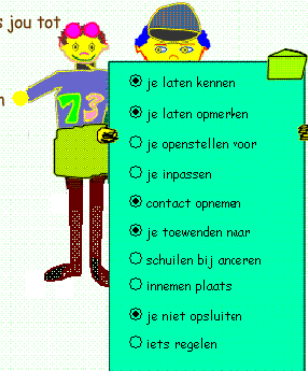 s jou tot
n
73
je laten kennen
je laten opmerken
je openstellen voor
je inpassen
contact opnemen
je toewenden naar
schuilen bij anderen
innemen plaats
je niet opsluiten
iets regelen